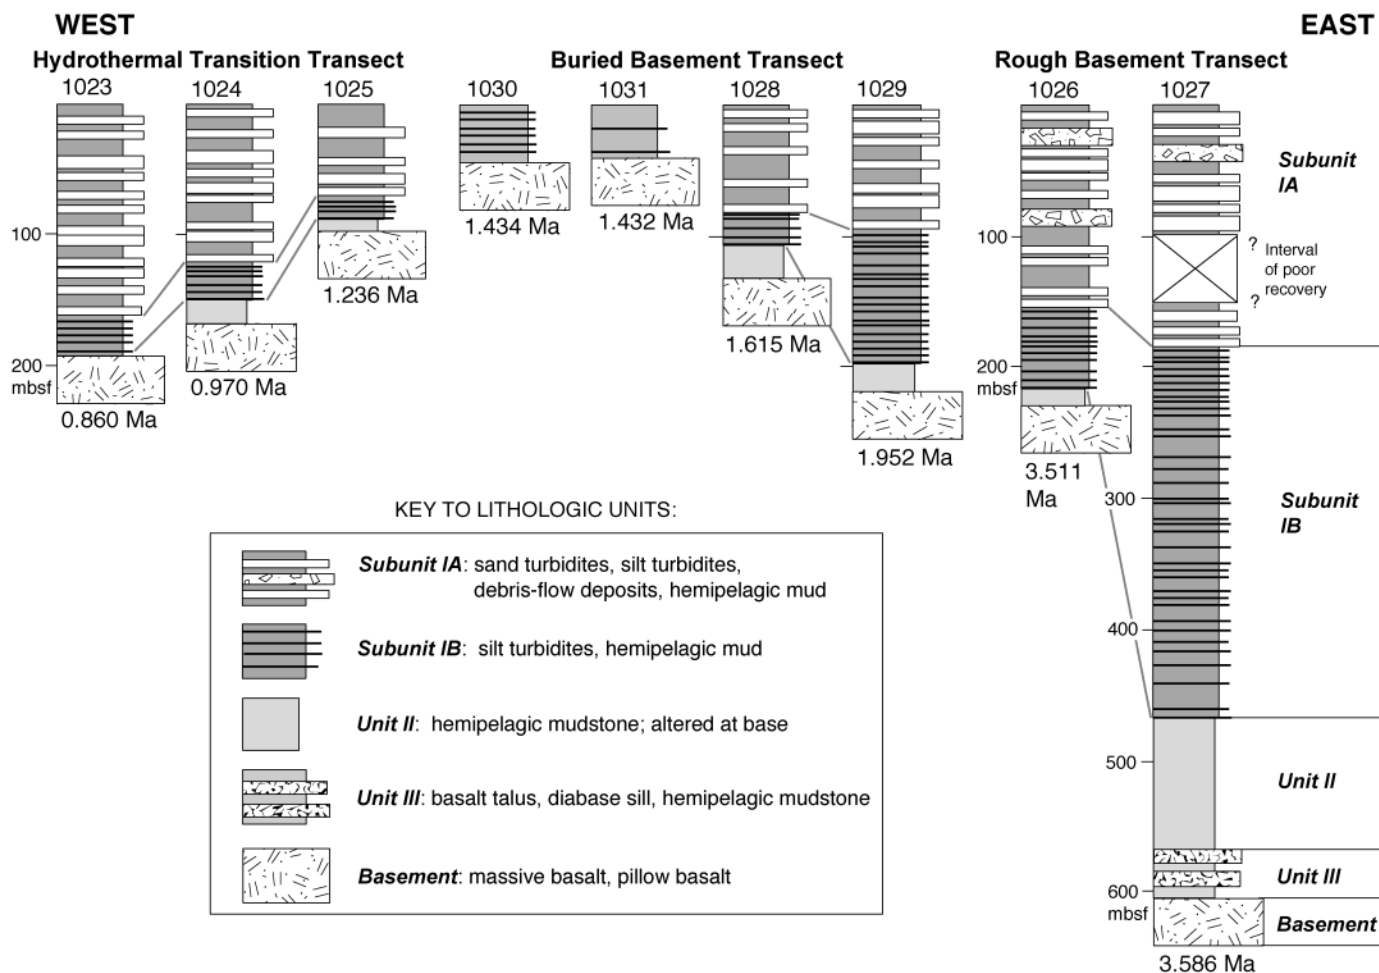 WEST
EAST
Hydrothermal Transition Transect
Buried Basement Transect
Rough Basement Transect
1023
1024
1025
1030
1031
1028
1029
1026
1027
Subunit
IA
100
100
100
?
Interval
of poor
recovery
?
1.434 Ma
1.432 Ma
1.236 Ma
1.615 Ma
200
mbsf
200
200
mbsf
0.970 Ma
0.860 Ma
1.952 Ma
3.511
Ma
300
Subunit
IB
400
500
Unit II
Unit III
600
mbsf
Basement
3.586 Ma
KEY TO LITHOLOGIC UNITS:
Subunit IA: sand turbidites, silt turbidites,
debris-flow deposits, hemipelagic mud
Subunit IB: silt turbidites, hemipelagic mud
Unit II: hemipelagic mudstone; altered at base
Unit III: basalt talus, diabase sill, hemipelagic mudstone
Basement: massive basalt, pillow basalt